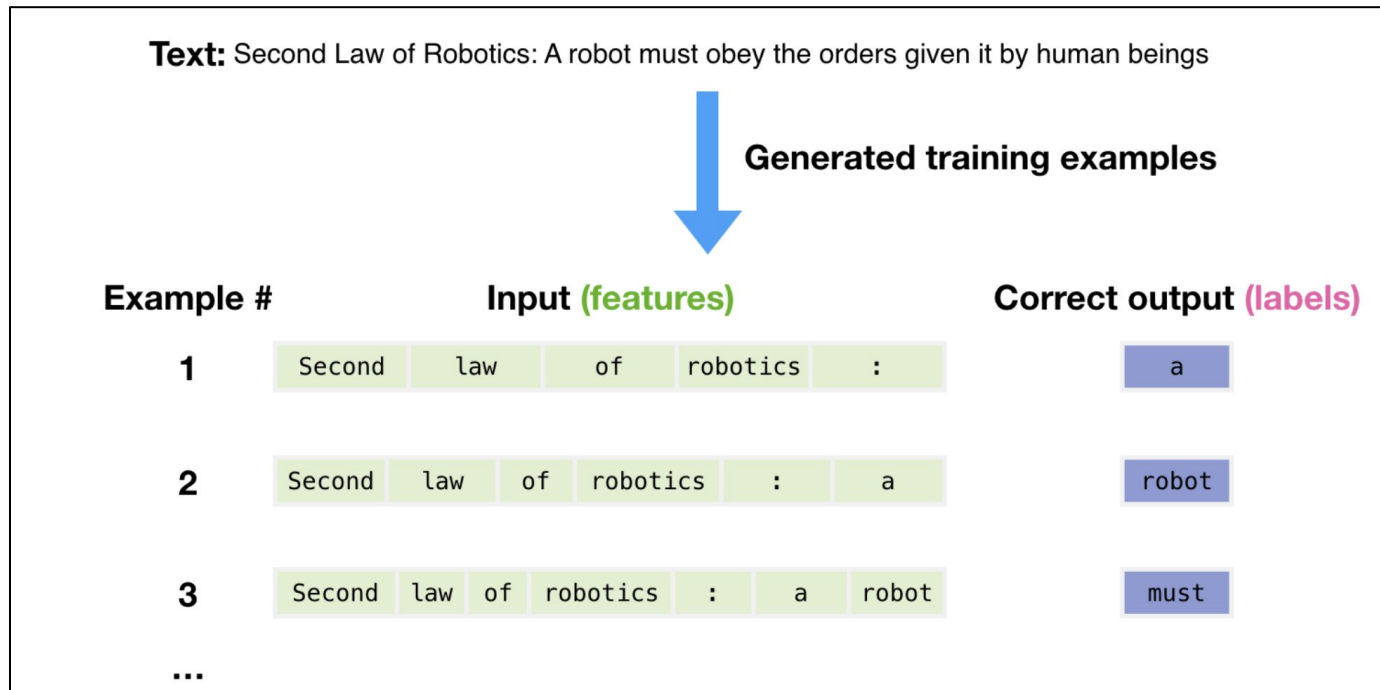 Text: Second Law of Robotics: A robot must obey the orders given it by human beings
Generated training examples
Example # Input (features) Correct output (labels)
1 Second law of robotics : a
2 Second law of robotics : a robot
3 Second law of robotics : a robot must
...